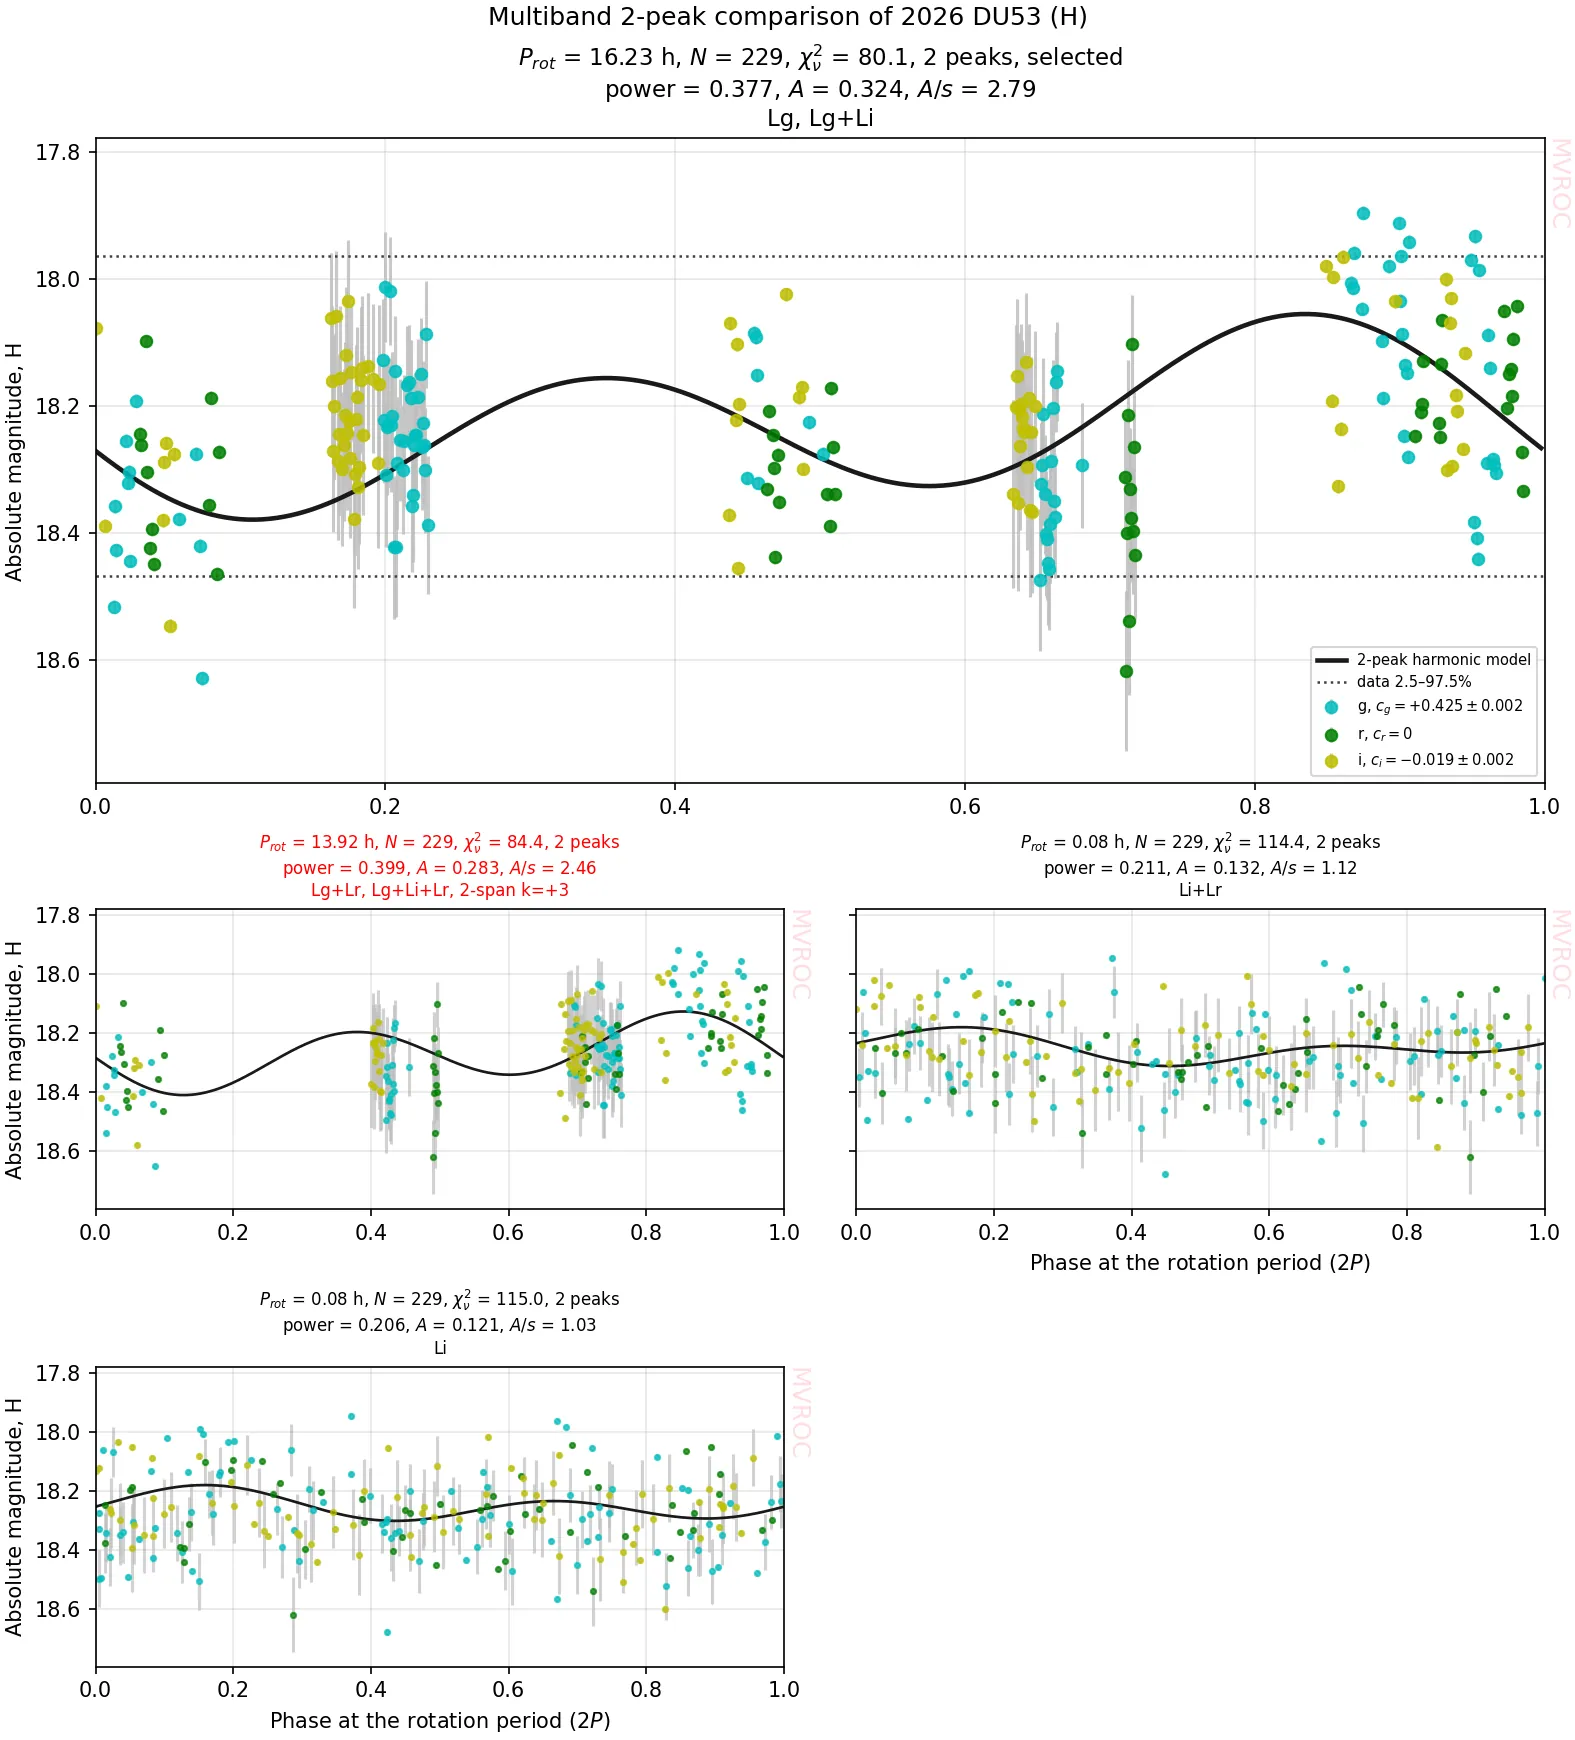 Multiband 2-peak comparison of 2026 DU53 (H)
P_rot = 16.23 h, N = 229, χ²_ν = 80.1, 2 peaks, selected
power = 0.377, A = 0.324, A/s = 2.79
Lg, Lg+Li
17.8
18.0
18.2
18.4
18.6
Absolute magnitude, H
MVROC
2-peak harmonic model
data 2.5–97.5%
g, c_g = +0.425 ± 0.002
r, c_r = 0
i, c_i = −0.019 ± 0.002
0.0 0.2 0.4 0.6 0.8 1.0
P_rot = 13.92 h, N = 229, χ²_ν = 84.4, 2 peaks
power = 0.399, A = 0.283, A/s = 2.46
Lg+Lr, Lg+Li+Lr, 2-span k=+3
17.8
18.0
18.2
18.4
18.6
Absolute magnitude, H
MVROC
0.0 0.2 0.4 0.6 0.8 1.0
P_rot = 0.08 h, N = 229, χ²_ν = 114.4, 2 peaks
power = 0.211, A = 0.132, A/s = 1.12
Li+Lr
MVROC
0.0 0.2 0.4 0.6 0.8 1.0
Phase at the rotation period (2P)
P_rot = 0.08 h, N = 229, χ²_ν = 115.0, 2 peaks
power = 0.206, A = 0.121, A/s = 1.03
Li
17.8
18.0
18.2
18.4
18.6
Absolute magnitude, H
MVROC
0.0 0.2 0.4 0.6 0.8 1.0
Phase at the rotation period (2P)